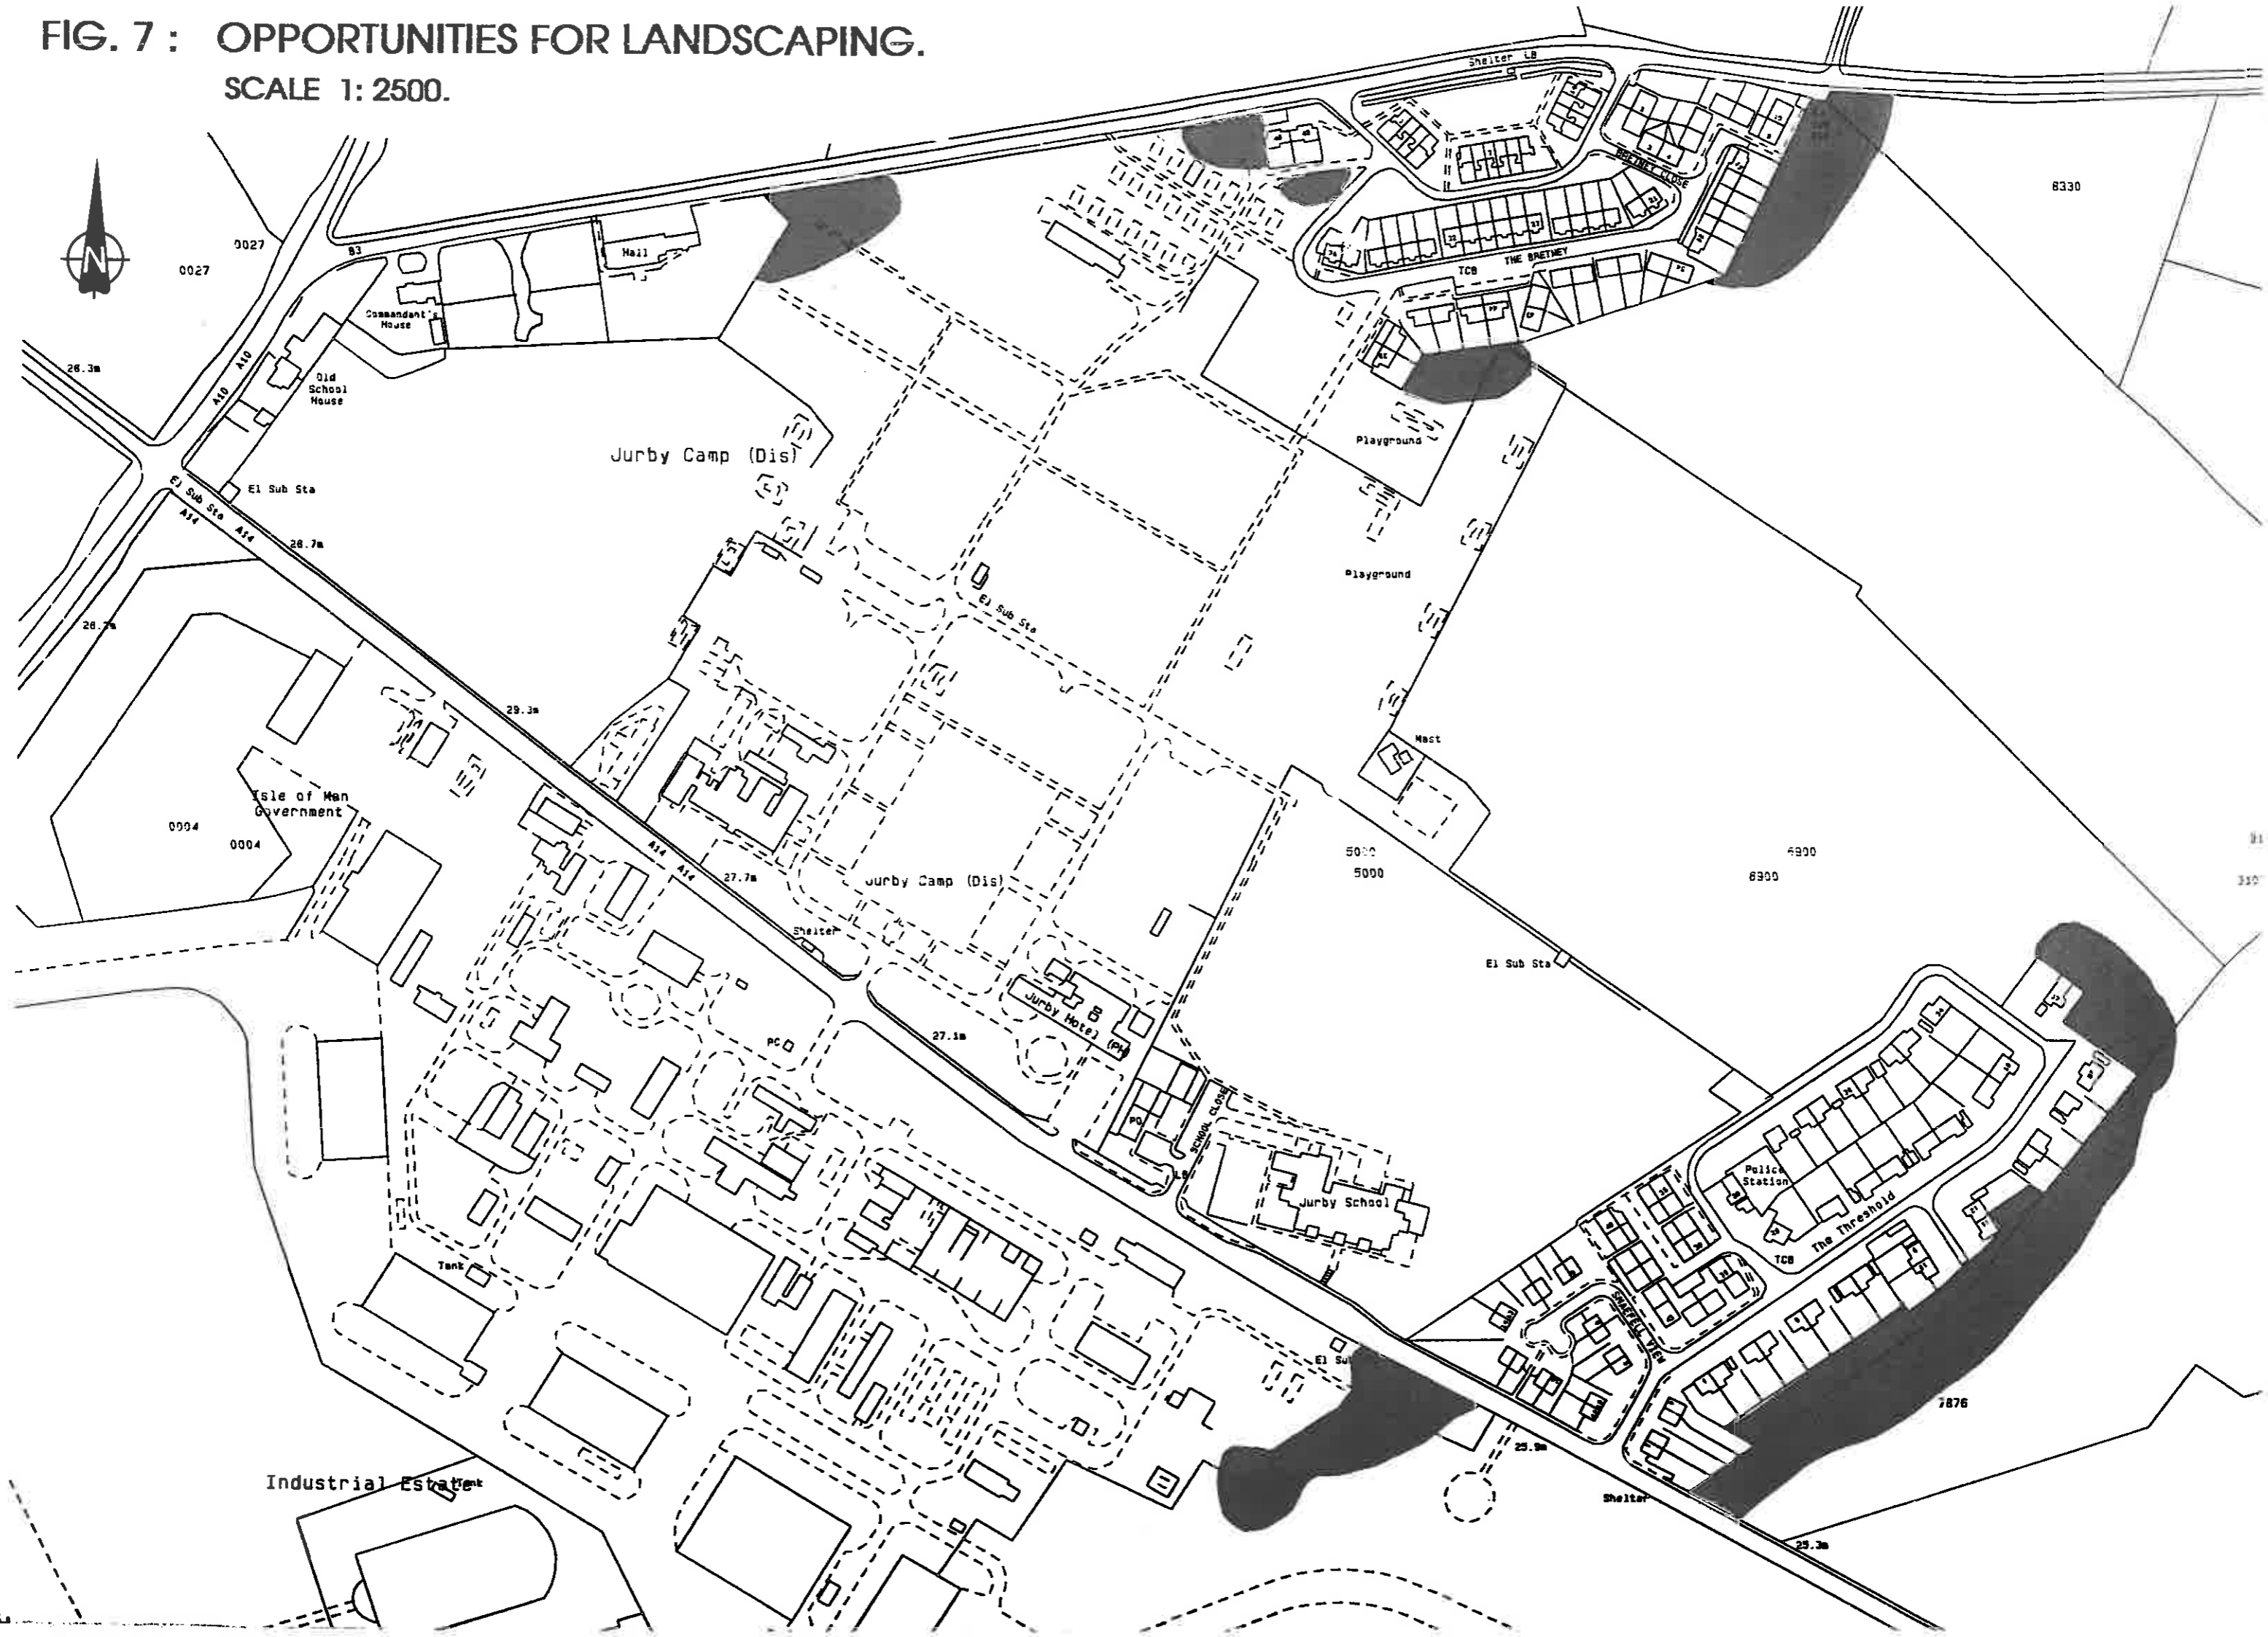 FIG. 7 : OPPORTUNITIES FOR LANDSCAPING.
SCALE 1: 2500.
N
Shelter LB
BRETNEY CLOSE
THE BRETNEY
TCB
8330
0027
0027
B3
Hall
Commandant's
House
Old
School
House
A10
A10
26.3m
El Sub Sta
El Sub Sta
A14
A14
26.7m
Jurby Camp (Dis)
Playground
Playground
El Sub Sta
29.3m
Mast
Isle of Man
Government
0004
0004
A14
A14
27.7m
Jurby Camp (Dis)
5000
6900
6900
Shelter
El Sub Sta
Jurby Hotel
(PH)
27.1m
PC
PO
SCHOOL CLOSE
LB
Jurby School
Police
Station
The Threshold
TCB
SNAEFELL VIEW
Tank
El Sub
7876
25.9m
Industrial Estate
Tank
Shelter
25.3m